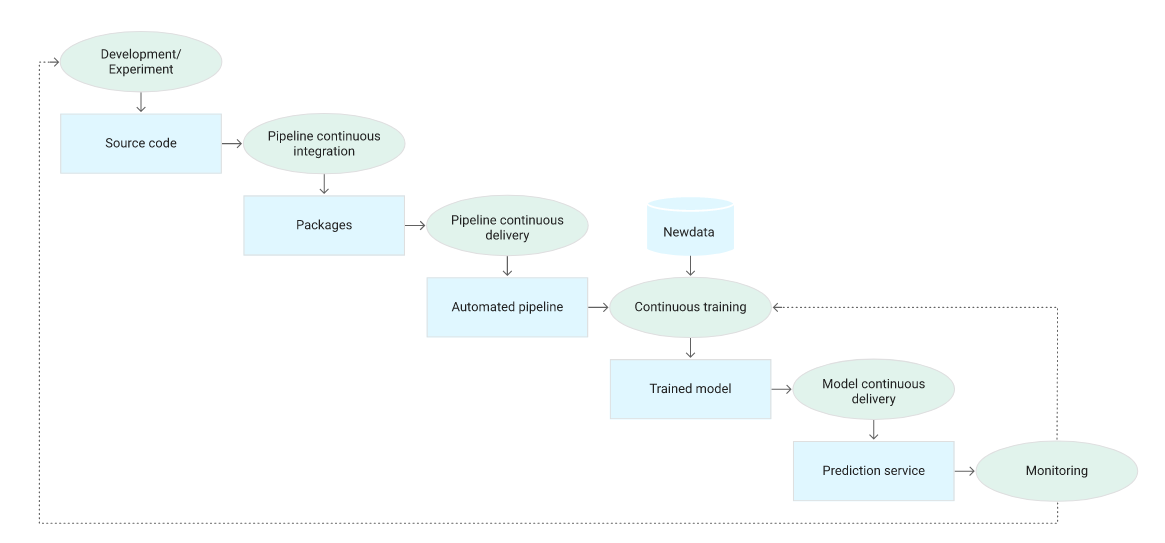 Development/
Experiment
Source code
Pipeline continuous
integration
Packages
Pipeline continuous
delivery
Newdata
Automated pipeline
Continuous training
Trained model
Model continuous
delivery
Prediction service
Monitoring